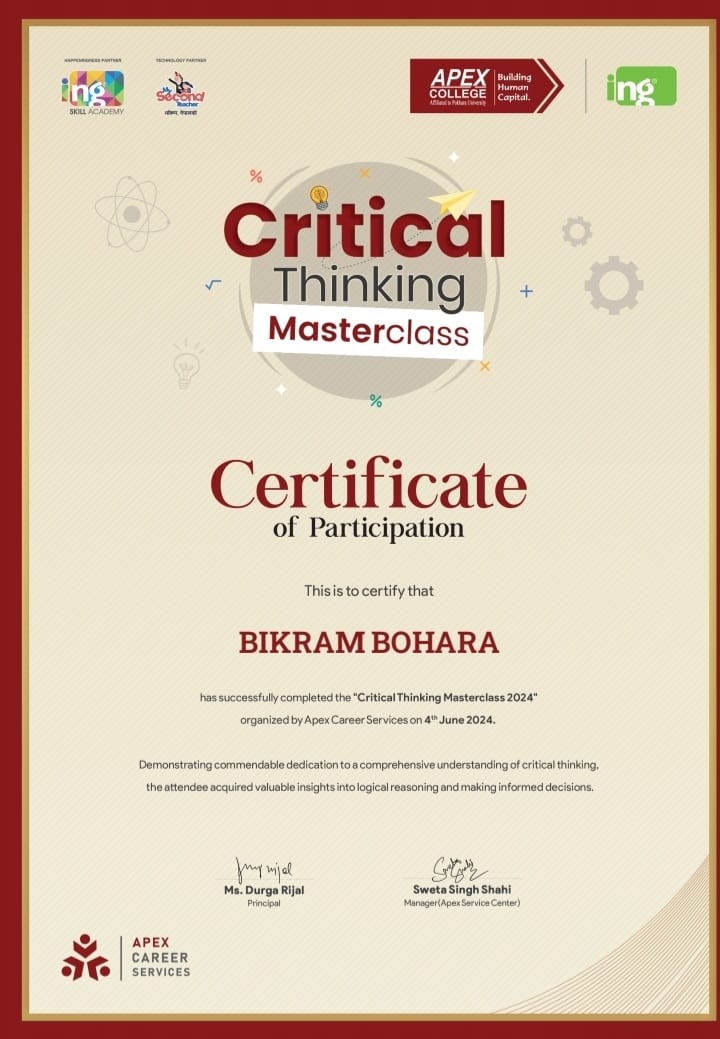 HAPPENINGNESS PARTNER
TECHNOLOGY PARTNER
ing
SKILL ACADEMY
My
Second
Teacher
APEX
COLLEGE
Affiliated to Pokhara University
Building
Human
Capital.
ing
%
×
Critical
Thinking
Masterclass
√
+
×
%
Certificate
of Participation
This is to certify that
BIKRAM BOHARA
has successfully completed the "Critical Thinking Masterclass 2024"
organized by Apex Career Services on 4th June 2024.
Demonstrating commendable dedication to a comprehensive understanding of critical thinking,
the attendee acquired valuable insights into logical reasoning and making informed decisions.
Ms. Durga Rijal
Principal
Sweta Singh Shahi
Manager(Apex Service Center)
APEX
CAREER
SERVICES